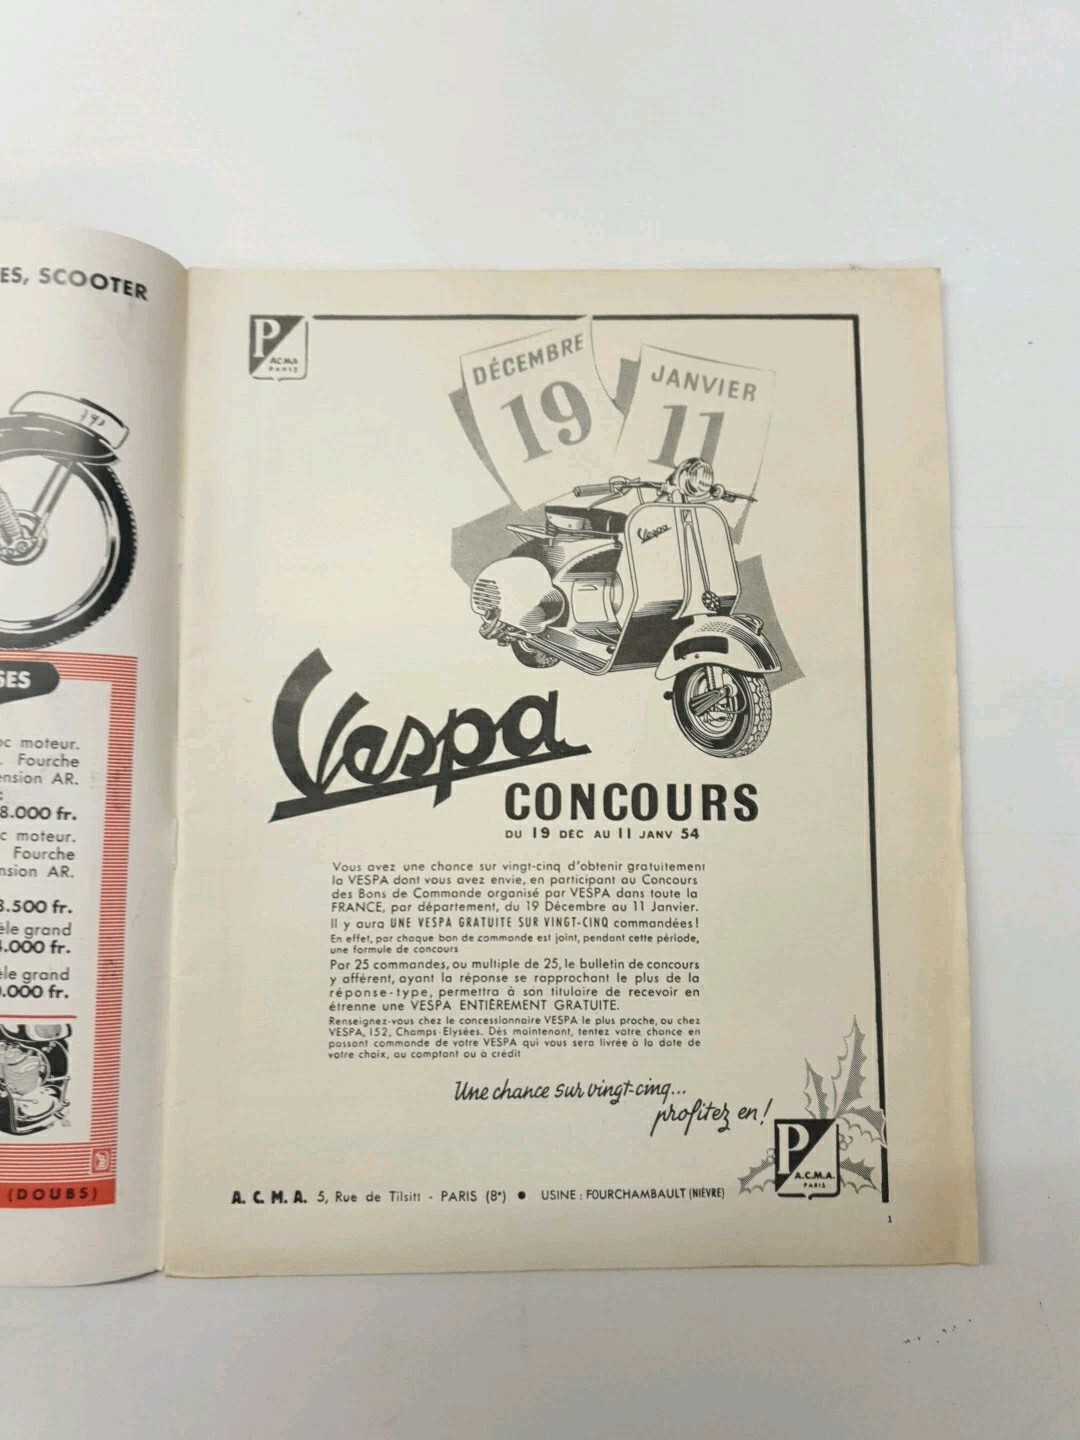 ES, SCOOTER
SES
oc moteur.
. Fourche
ension AR.
:
8.000 fr.
c moteur.
Fourche
nsion AR.
3.500 fr.
èle grand
.000 fr.
èle grand
.000 fr.
(DOUBS)
P
ACMA
PARIS
DÉCEMBRE
19
JANVIER
11
Vespa
Vespa
CONCOURS
DU 19 DÉC AU 11 JANV 54
Vous avez une chance sur vingt-cinq d'obtenir gratuitement
la VESPA dont vous avez envie, en participant au Concours
des Bons de Commande organisé par VESPA dans toute la
FRANCE, par département, du 19 Décembre au 11 Janvier.
Il y aura UNE VESPA GRATUITE SUR VINGT-CINQ commandées!
En effet, par chaque bon de commande est joint, pendant cette période,
une formule de concours
Par 25 commandes, ou multiple de 25, le bulletin de concours
y afférent, ayant la réponse se rapprochant le plus de la
réponse-type, permettra à son titulaire de recevoir en
étrenne une VESPA ENTIÈREMENT GRATUITE.
Renseignez-vous chez le concessionnaire VESPA le plus proche, ou chez
VESPA, 152, Champs-Elysées. Dès maintenant, tentez votre chance en
passant commande de votre VESPA qui vous sera livrée à la date de
votre choix, au comptant ou à crédit
Une chance sur vingt-cinq...
profitez en!
P
A.C.M.A.
PARIS
A. C. M. A. 5, Rue de Tilsitt - PARIS (8e) ● USINE : FOURCHAMBAULT (NIÈVRE)
1